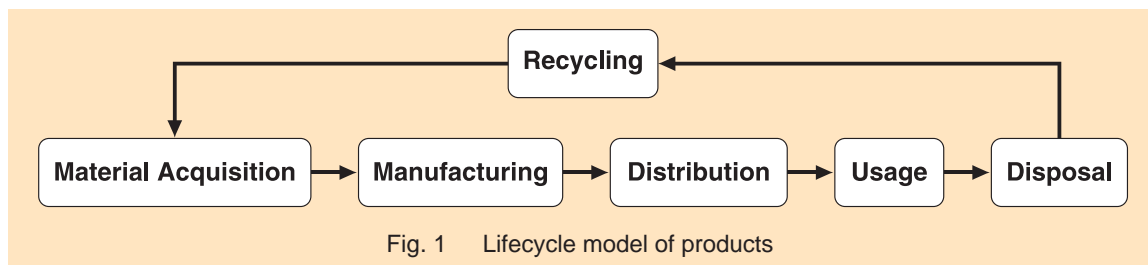 Recycling
Material Acquisition
Manufacturing
Distribution
Usage
Disposal
Fig. 1 Lifecycle model of products